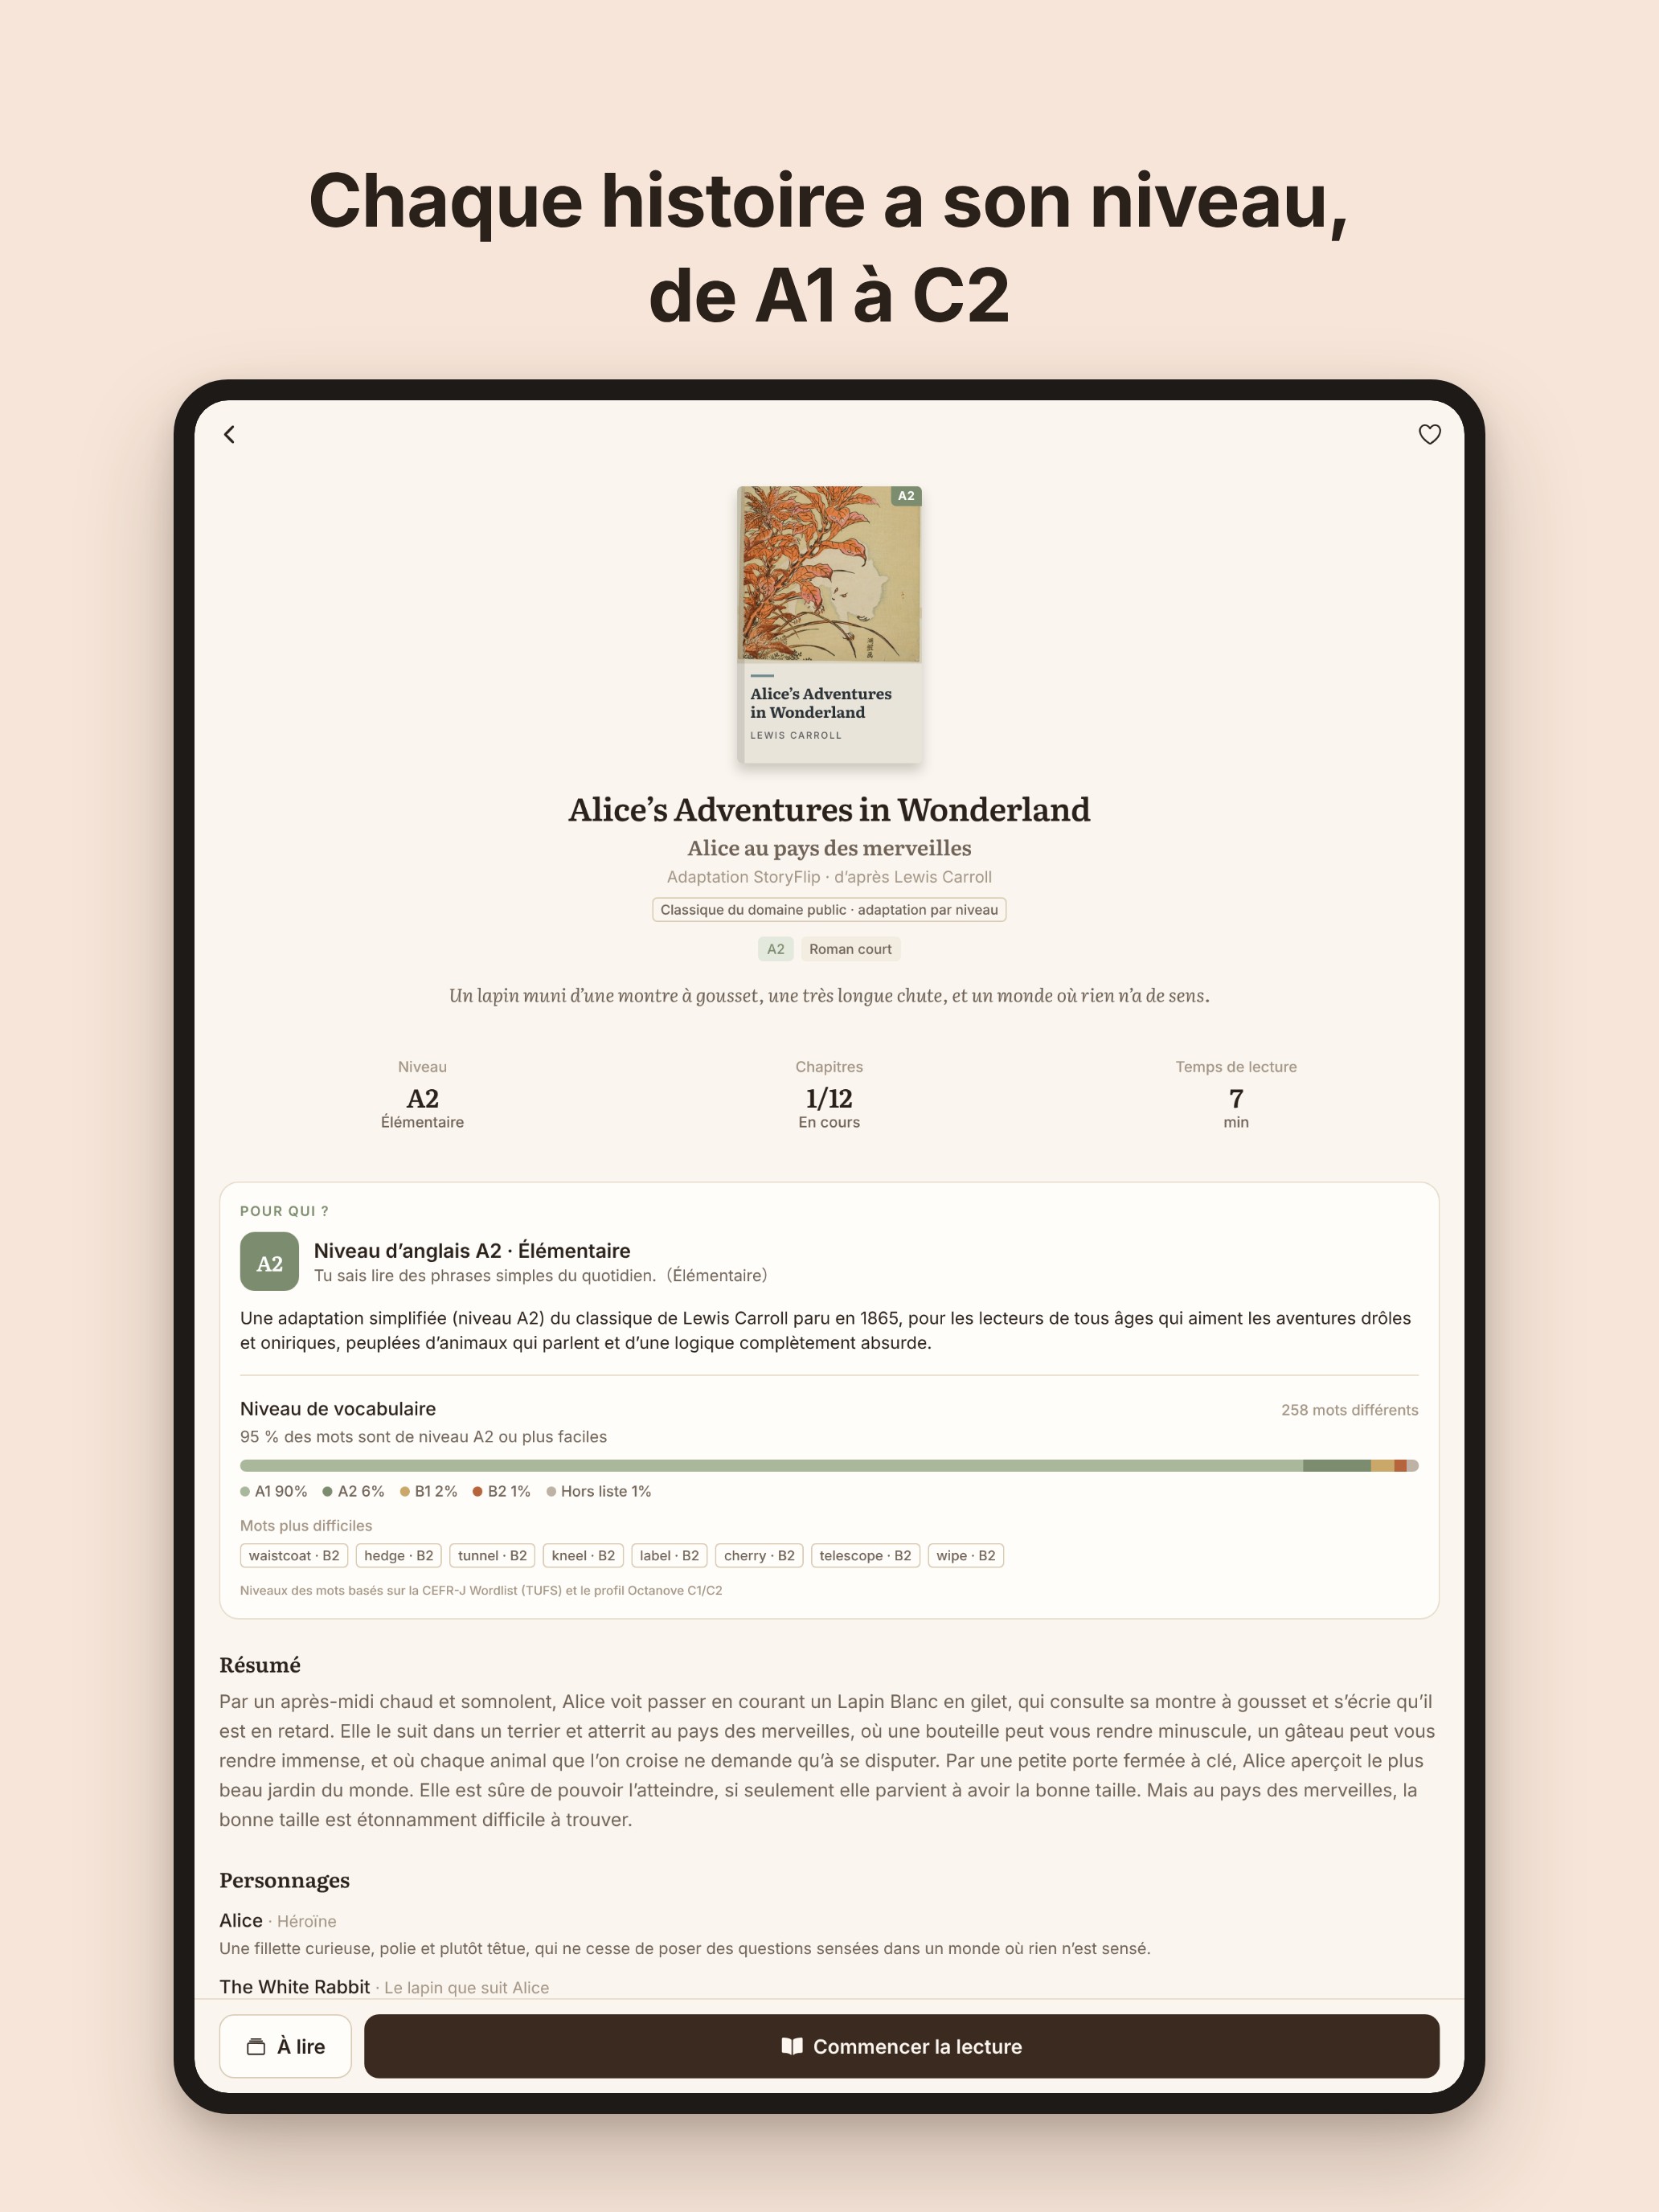 Chaque histoire a son niveau,
de A1 à C2
A2
Alice’s Adventures
in Wonderland
LEWIS CARROLL
Alice’s Adventures in Wonderland
Alice au pays des merveilles
Adaptation StoryFlip · d’après Lewis Carroll
Classique du domaine public · adaptation par niveau
A2 Roman court
Un lapin muni d’une montre à gousset, une très longue chute, et un monde où rien n’a de sens.
Niveau Chapitres Temps de lecture
A2 1/12 7
Élémentaire En cours min
POUR QUI ?
A2
Niveau d’anglais A2 · Élémentaire
Tu sais lire des phrases simples du quotidien.（Élémentaire）
Une adaptation simplifiée (niveau A2) du classique de Lewis Carroll paru en 1865, pour les lecteurs de tous âges qui aiment les aventures drôles
et oniriques, peuplées d’animaux qui parlent et d’une logique complètement absurde.
Niveau de vocabulaire 258 mots différents
95 % des mots sont de niveau A2 ou plus faciles
A1 90% A2 6% B1 2% B2 1% Hors liste 1%
Mots plus difficiles
waistcoat · B2 hedge · B2 tunnel · B2 kneel · B2 label · B2 cherry · B2 telescope · B2 wipe · B2
Niveaux des mots basés sur la CEFR-J Wordlist (TUFS) et le profil Octanove C1/C2
Résumé
Par un après-midi chaud et somnolent, Alice voit passer en courant un Lapin Blanc en gilet, qui consulte sa montre à gousset et s’écrie qu’il
est en retard. Elle le suit dans un terrier et atterrit au pays des merveilles, où une bouteille peut vous rendre minuscule, un gâteau peut vous
rendre immense, et où chaque animal que l’on croise ne demande qu’à se disputer. Par une petite porte fermée à clé, Alice aperçoit le plus
beau jardin du monde. Elle est sûre de pouvoir l’atteindre, si seulement elle parvient à avoir la bonne taille. Mais au pays des merveilles, la
bonne taille est étonnamment difficile à trouver.
Personnages
Alice · Héroïne
Une fillette curieuse, polie et plutôt têtue, qui ne cesse de poser des questions sensées dans un monde où rien n’est sensé.
The White Rabbit · Le lapin que suit Alice
À lire
Commencer la lecture